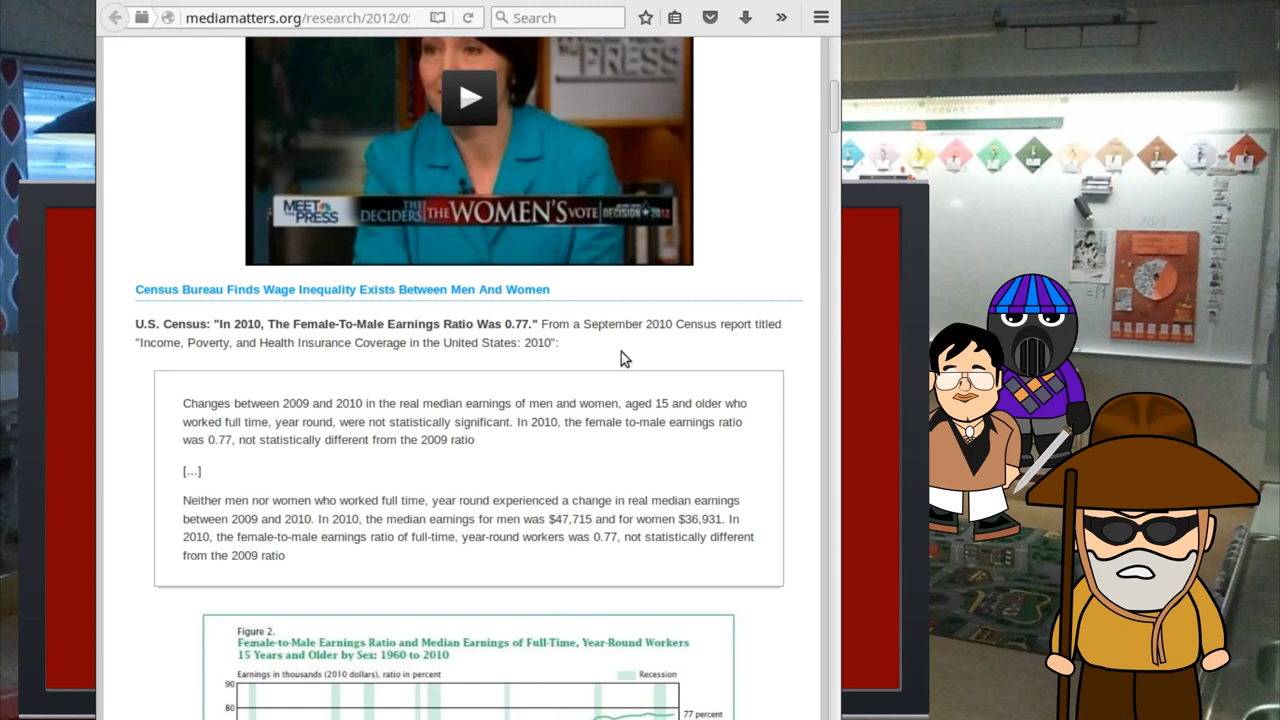 mediamatters.org/research/2012/05
Search
THE PRESS
MEET THE PRESS
THE DECIDERS
THE WOMEN'S VOTE
DECISION 2012
Census Bureau Finds Wage Inequality Exists Between Men And Women
U.S. Census: "In 2010, The Female-To-Male Earnings Ratio Was 0.77." From a September 2010 Census report titled
"Income, Poverty, and Health Insurance Coverage in the United States: 2010":
Changes between 2009 and 2010 in the real median earnings of men and women, aged 15 and older who
worked full time, year round, were not statistically significant. In 2010, the female to-male earnings ratio
was 0.77, not statistically different from the 2009 ratio
[...]
Neither men nor women who worked full time, year round experienced a change in real median earnings
between 2009 and 2010. In 2010, the median earnings for men was $47,715 and for women $36,931. In
2010, the female-to-male earnings ratio of full-time, year-round workers was 0.77, not statistically different
from the 2009 ratio
Figure 2.
Female-to-Male Earnings Ratio and Median Earnings of Full-Time, Year-Round Workers
15 Years and Older by Sex: 1960 to 2010
Earnings in thousands (2010 dollars), ratio in percent
Recession
90
80
77 percent